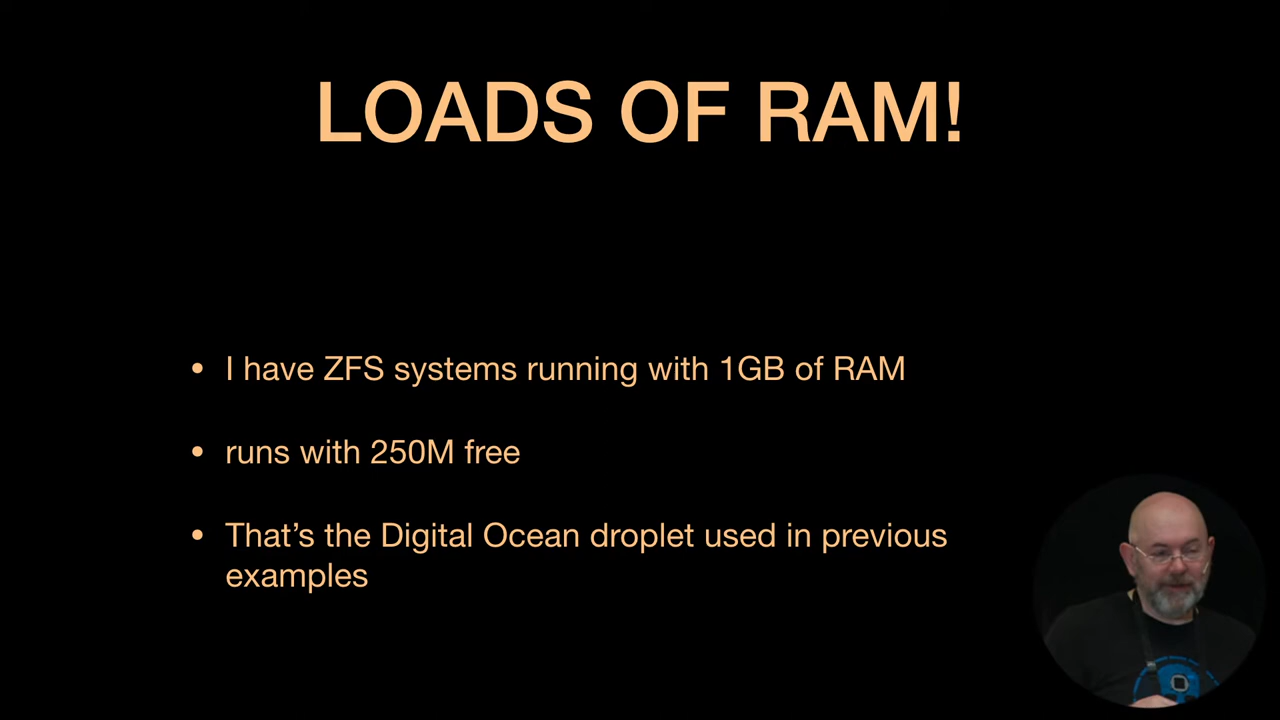 LOADS OF RAM!
• I have ZFS systems running with 1GB of RAM
• runs with 250M free
• That’s the Digital Ocean droplet used in previous
examples